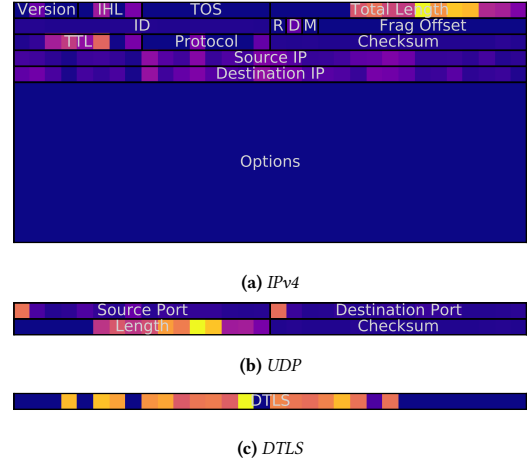 Version IHL TOS Total Length
ID R D M Frag Offset
TTL Protocol Checksum
Source IP
Destination IP
Options
(a) IPv4
Source Port Destination Port
Length Checksum
(b) UDP
DTLS
(c) DTLS